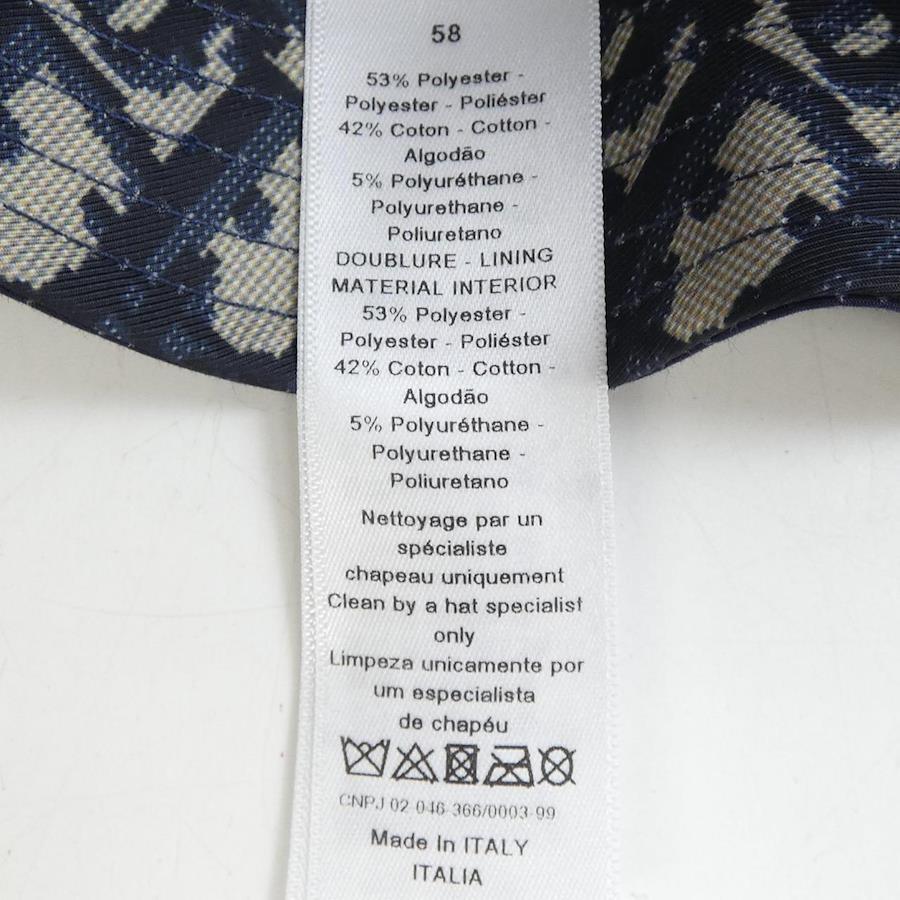 58
53% Polyester -
Polyester - Poliéster
42% Coton - Cotton -
Algodão
5% Polyuréthane -
Polyurethane -
Poliuretano
DOUBLURE - LINING
MATERIAL INTERIOR
53% Polyester -
Polyester - Poliéster
42% Coton - Cotton -
Algodão
5% Polyuréthane -
Polyurethane -
Poliuretano
Nettoyage par un
spécialiste
chapeau uniquement
Clean by a hat specialist
only
Limpeza unicamente por
um especialista
de chapéu
CNPJ 02 046 366/0003-99
Made In ITALY
ITALIA